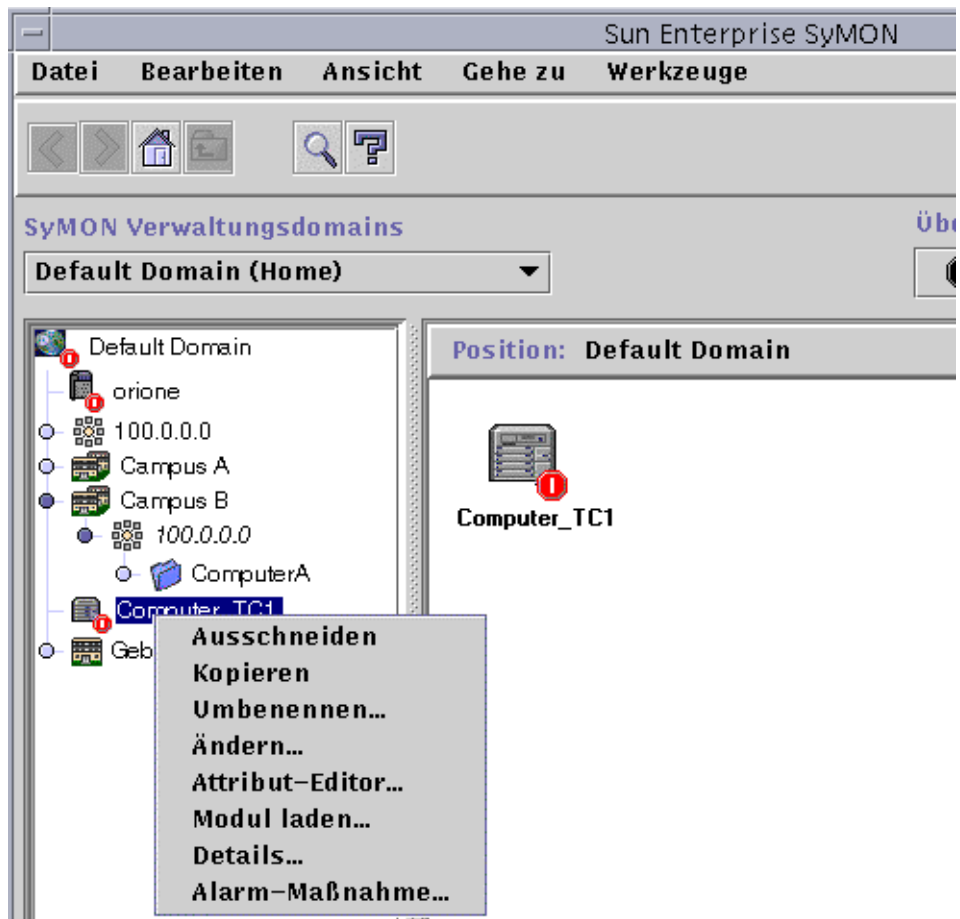 Sun Enterprise SyMON
Datei Bearbeiten Ansicht Gehe zu Werkzeuge
SyMON Verwaltungsdomains
Default Domain (Home)
Default Domain
orione
100.0.0.0
Campus A
Campus B
100.0.0.0
ComputerA
Computer_TC1
Ausschneiden
Kopieren
Umbenennen...
Ändern...
Attribut-Editor...
Modul laden...
Details...
Alarm-Maßnahme...
Position: Default Domain
Computer_TC1